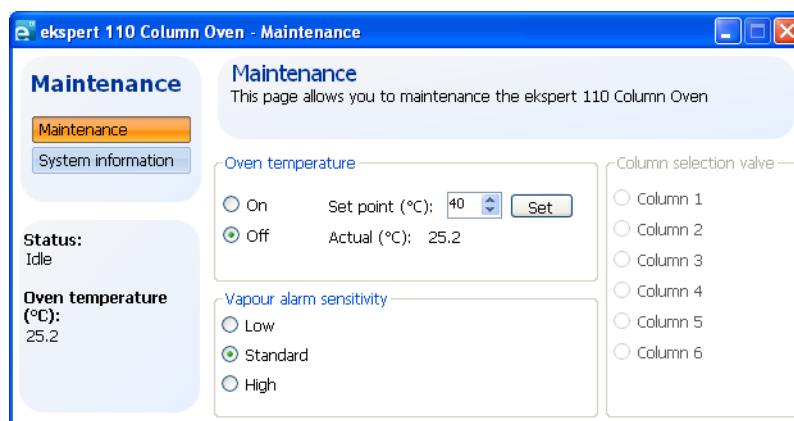 ekspert 110 Column Oven - Maintenance
Maintenance
Maintenance
System information
Status:
Idle
Oven temperature
(°C):
25.2
Maintenance
This page allows you to maintenance the ekspert 110 Column Oven
Oven temperature
On Set point (°C): 40 Set
Off Actual (°C): 25.2
Vapour alarm sensitivity
Low
Standard
High
Column selection valve
Column 1
Column 2
Column 3
Column 4
Column 5
Column 6